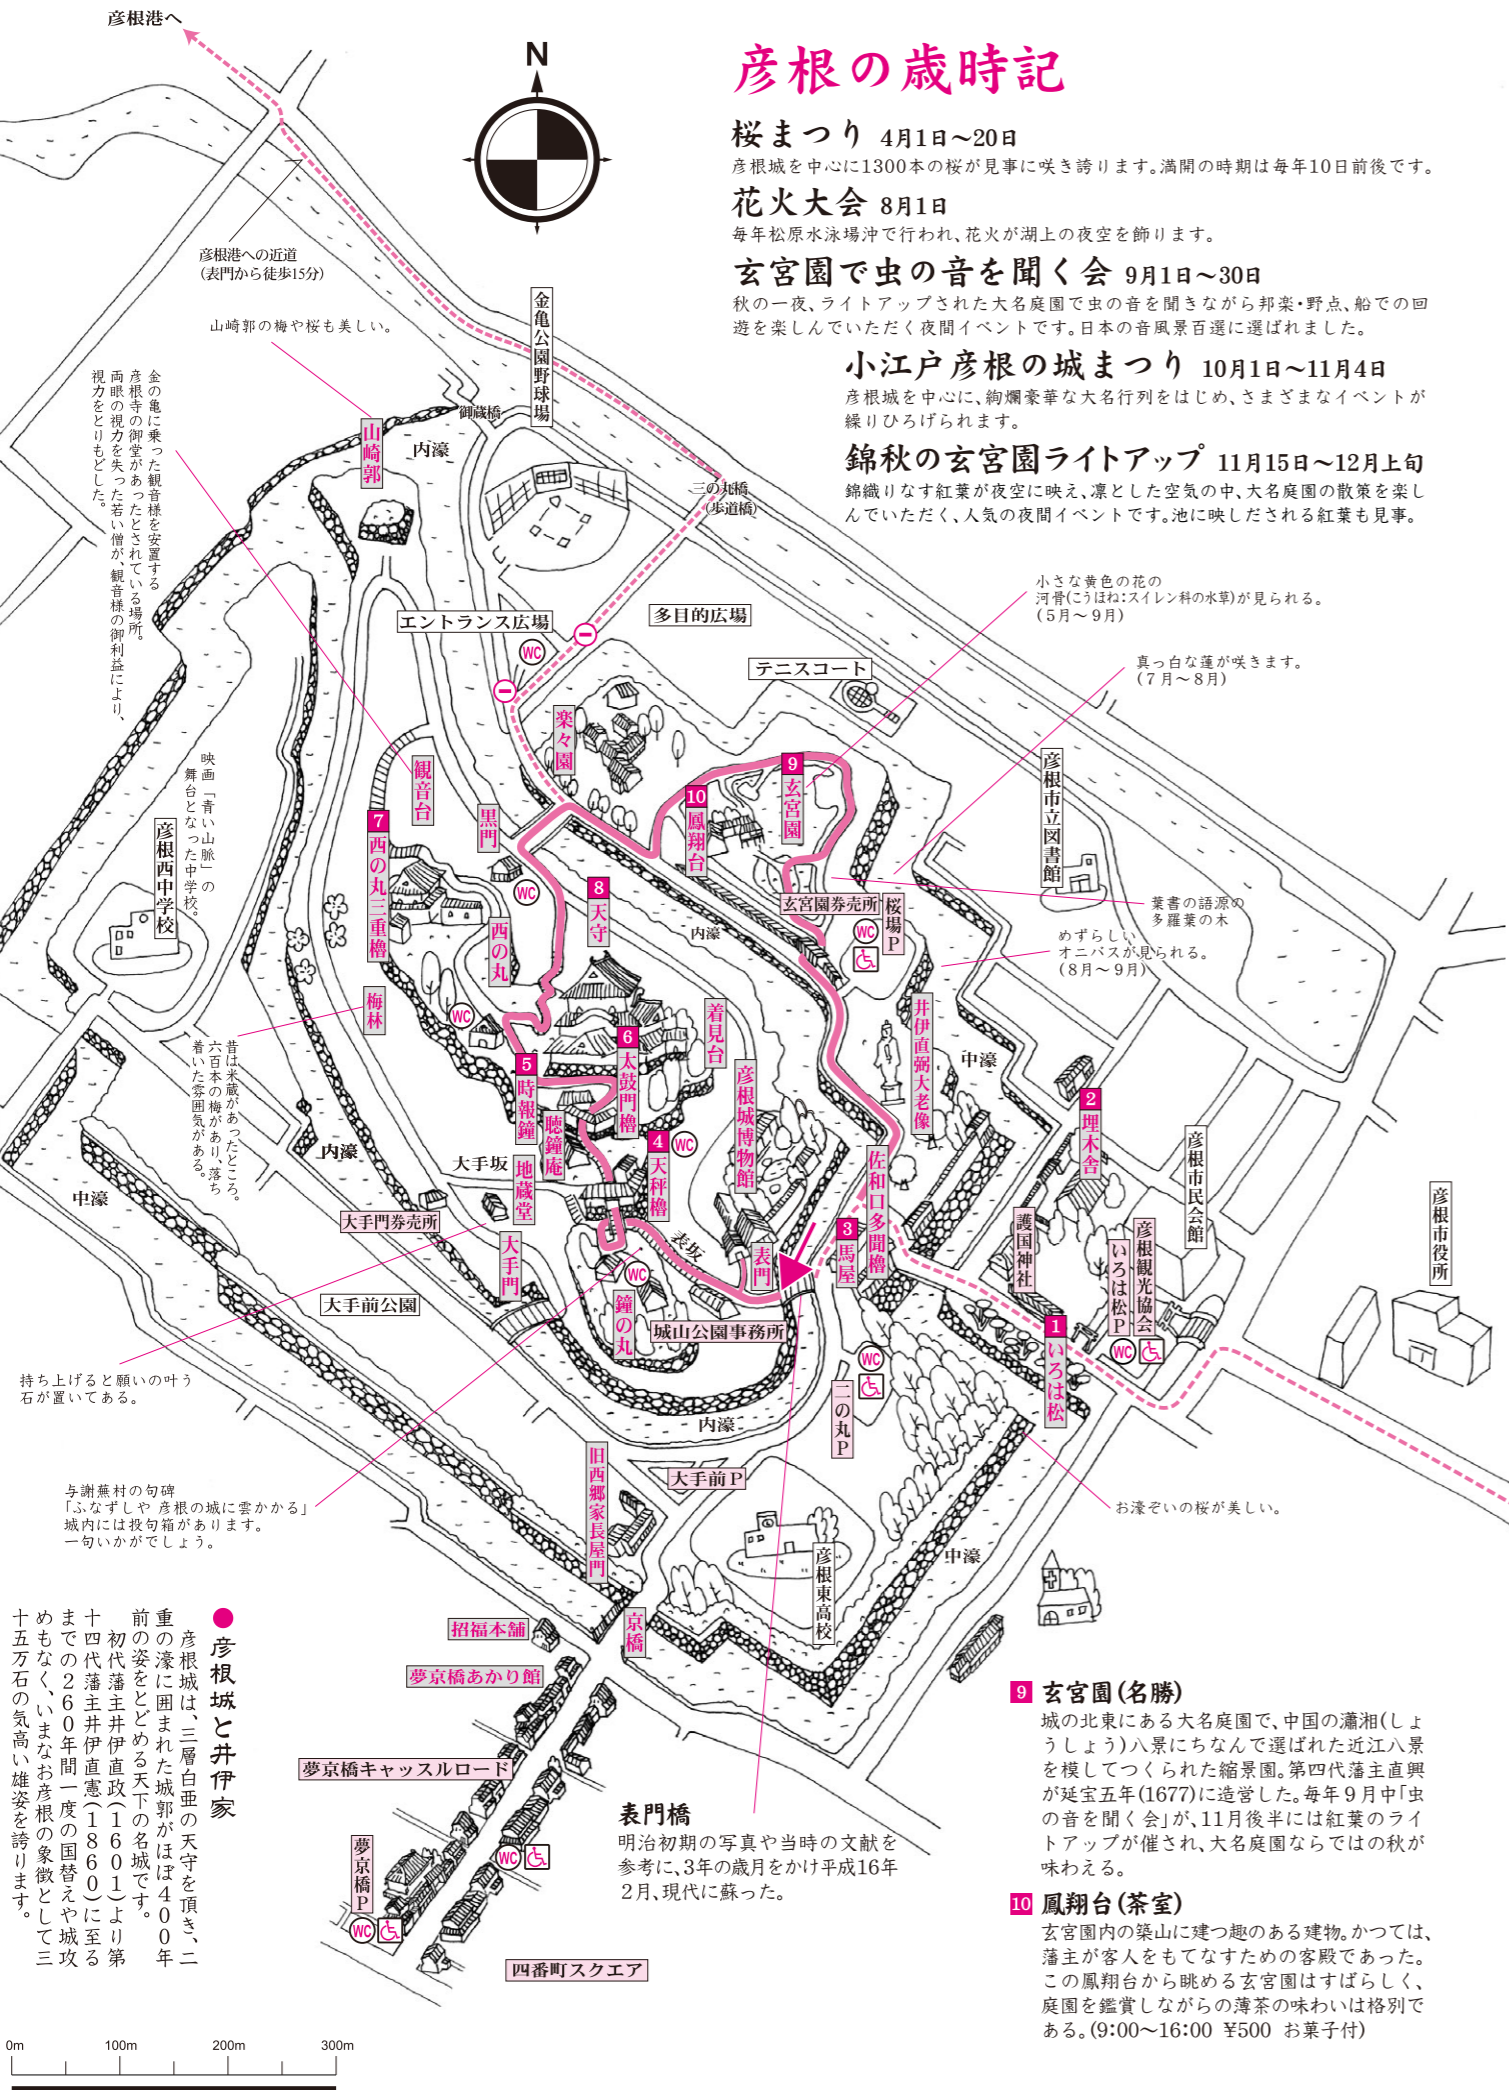 彦根港へ
N
彦根の歳時記
桜まつり 4月1日～20日
彦根城を中心に1300本の桜が見事に咲き誇ります。満開の時期は毎年10日前後です。
花火大会 8月1日
毎年松原水泳場沖で行われ、花火が湖上の夜空を飾ります。
玄宮園で虫の音を聞く会 9月1日～30日
秋の一夜、ライトアップされた大名庭園で虫の音を聞きながら邦楽・野点、船での回
遊を楽しんでいただく夜間イベントです。日本の音風景百選に選ばれました。
小江戸彦根の城まつり 10月1日～11月4日
彦根城を中心に、絢爛豪華な大名行列をはじめ、さまざまなイベントが
繰りひろげられます。
錦秋の玄宮園ライトアップ 11月15日～12月上旬
錦織りなす紅葉が夜空に映え、凛とした空気の中、大名庭園の散策を楽し
んでいただく、人気の夜間イベントです。池に映しだされる紅葉も見事。
彦根港への近道
(表門から徒歩15分)
山崎郭の梅や桜も美しい。
金亀公園野球場
金の亀に乗った観音様を安置する
彦根寺の御堂があったとされている場所。
両眼の視力を失った若い僧が、観音様の御利益により、
視力をとりもどした。
山崎郭
御蔵橋
内濠
三の丸橋
(歩道橋)
小さな黄色の花の
河骨(こうほね:スイレン科の水草)が見られる。
(5月～9月)
エントランス広場
多目的広場
WC
テニスコート
真っ白な蓮が咲きます。
(7月～8月)
楽々園
映画「青い山脈」の
舞台となった中学校。
彦根西中学校
観音台
黒門
7 西の丸三重櫓
WC
8 天守
10 鳳翔台
9 玄宮園
彦根市立図書館
玄宮園券売所
桜場P
WC
葉書の語源の
多羅葉の木
めずらしい
オニバスが見られる。
(8月～9月)
内濠
西の丸
梅林
WC
昔は米蔵があったところ。
六百本の梅があり、落ち
着いた雰囲気がある。
着見台
6 太鼓門櫓
5 時報鐘
聴鐘庵
彦根城博物館
井伊直弼大老像
中濠
2 埋木舎
彦根市民会館
彦根市役所
内濠
中濠
大手坂
地蔵堂
4 天秤櫓
WC
佐和口多聞櫓
3 馬屋
護国神社
いろは松P
彦根観光協会
WC
大手門券売所
大手門
表坂
表門
大手前公園
WC
鐘の丸
城山公園事務所
1 いろは松
持ち上げると願いの叶う
石が置いてある。
WC
二の丸P
内濠
大手前P
旧西郷家長屋門
与謝蕪村の句碑
「ふなずしや 彦根の城に雲かかる」
城内には投句箱があります。
一句いかがでしょう。
お濠ぞいの桜が美しい。
彦根東高校
中濠
招福本舗
京橋
夢京橋あかり館
夢京橋キャッスルロード
夢京橋P
WC
WC
四番町スクエア
●彦根城と井伊家
彦根城は、三層白亜の天守を頂き、二
重の濠に囲まれた城郭がほぼ400年
前の姿をとどめる天下の名城です。
初代藩主井伊直政(1601)より第
十四代藩主井伊直憲(1860)に至る
までの260年間一度の国替えや城攻
めもなく、いまなお彦根の象徴として三
十五万石の気高い雄姿を誇ります。
表門橋
明治初期の写真や当時の文献を
参考に、3年の歳月をかけ平成16年
2月、現代に蘇った。
9 玄宮園(名勝)
城の北東にある大名庭園で、中国の瀟湘(しょ
うしょう)八景にちなんで選ばれた近江八景
を模してつくられた縮景園。第四代藩主直興
が延宝五年(1677)に造営した。毎年9月中「虫
の音を聞く会」が、11月後半には紅葉のライ
トアップが催され、大名庭園ならではの秋が
味わえる。
10 鳳翔台(茶室)
玄宮園内の築山に建つ趣のある建物。かつては、
藩主が客人をもてなすための客殿であった。
この鳳翔台から眺める玄宮園はすばらしく、
庭園を鑑賞しながらの薄茶の味わいは格別で
ある。(9:00～16:00 ¥500 お菓子付)
0m 100m 200m 300m